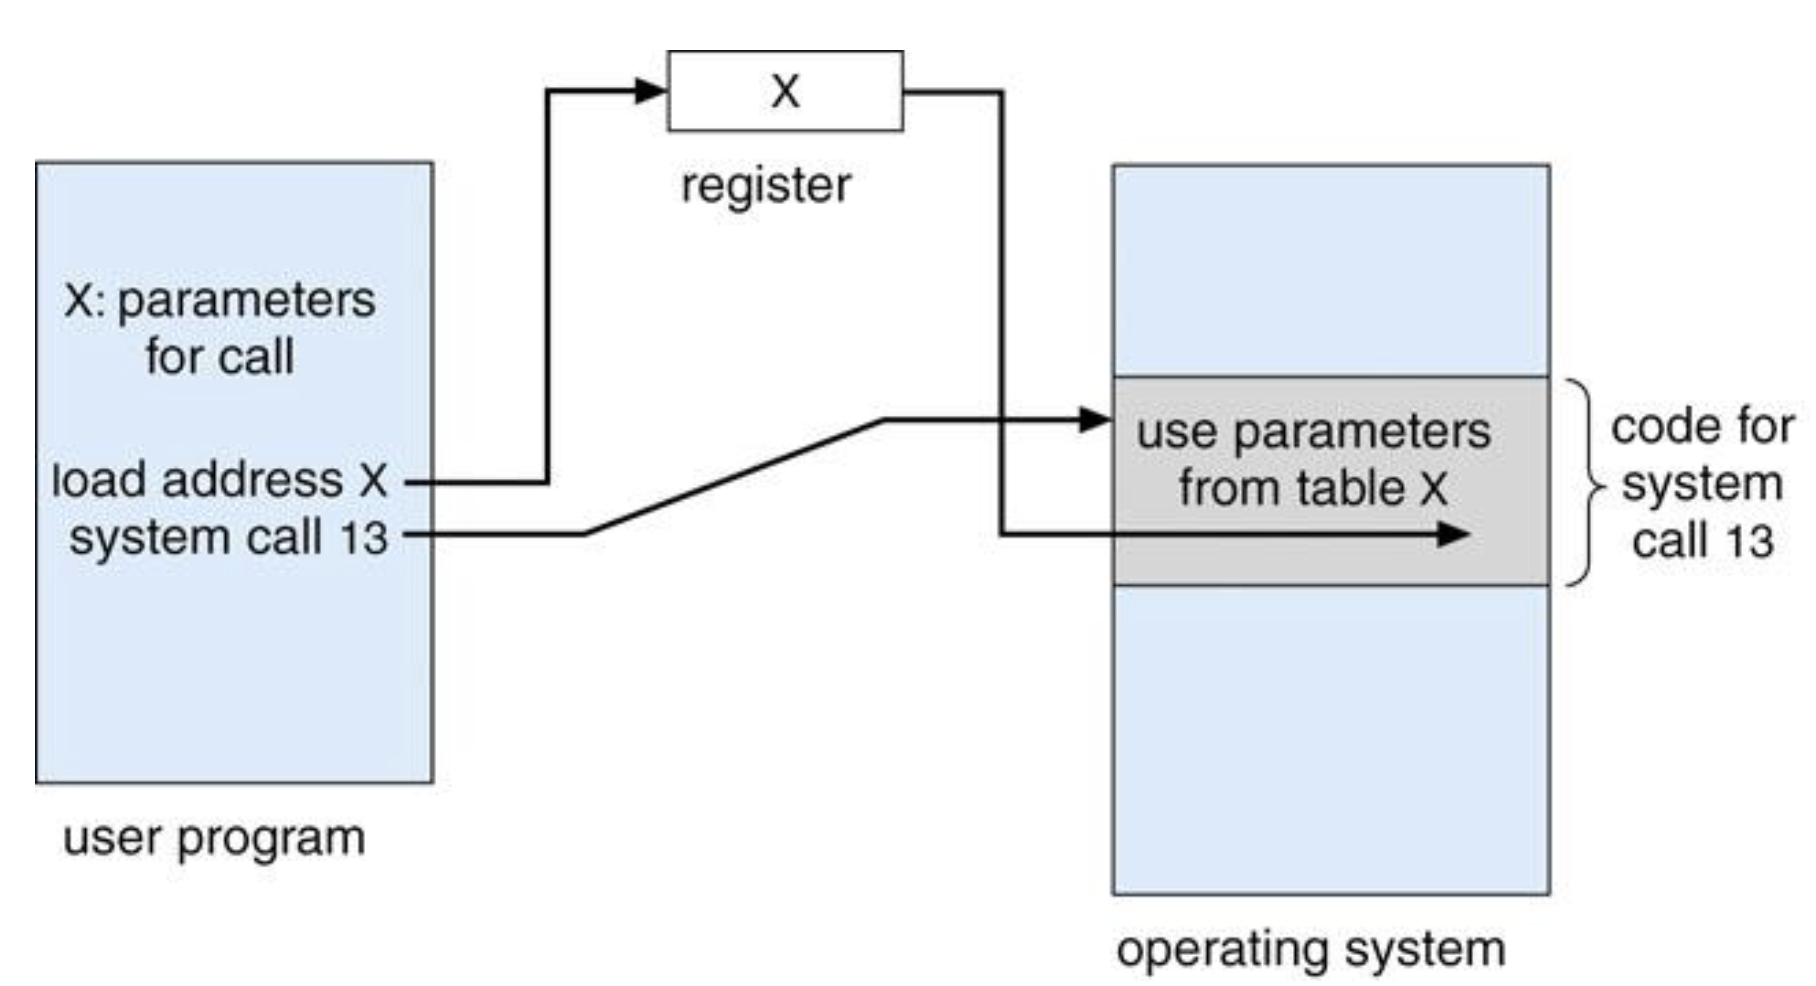 X
register
X: parameters
for call
load address X
system call 13
user program
use parameters
from table X
code for
system
call 13
operating system